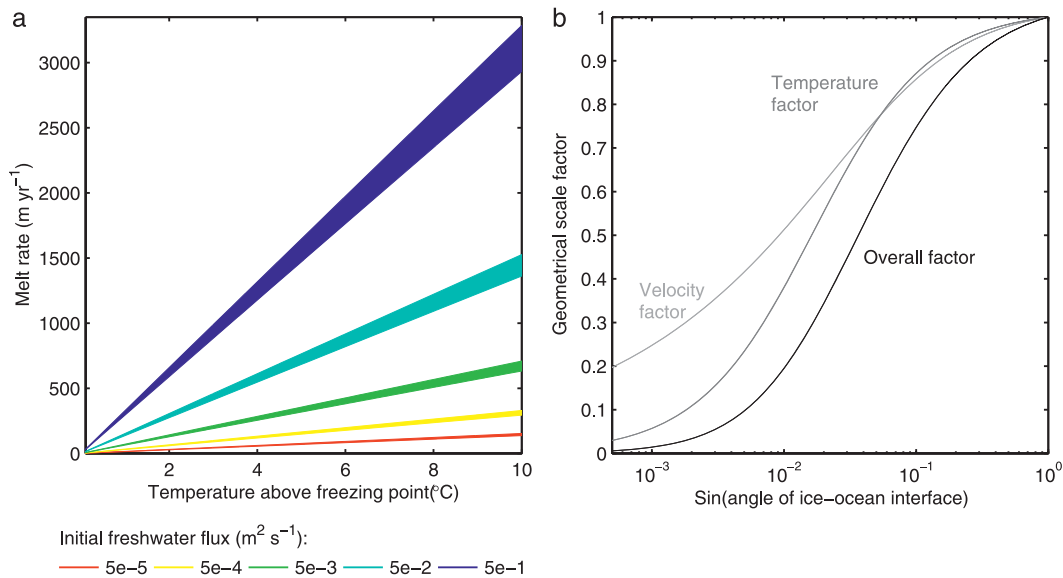 a
Melt rate (m yr−1)
3000
2500
2000
1500
1000
500
0
2
4
6
8
10
Temperature above freezing point(°C)
Initial freshwater flux (m2 s−1):
5e−5
5e−4
5e−3
5e−2
5e−1
b
Geometrical scale factor
1
0.9
0.8
0.7
0.6
0.5
0.4
0.3
0.2
0.1
0
Temperature
factor
Velocity
factor
Overall factor
10−3
10−2
10−1
100
Sin(angle of ice−ocean interface)